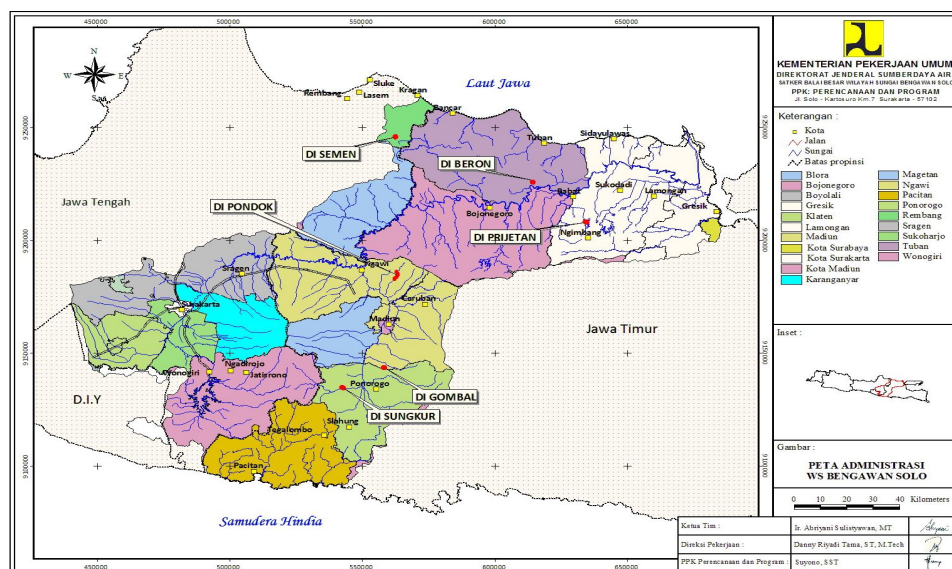 450000 500000 550000 600000 650000
N
W E
S
Laut Jawa
Sluke
Rembang
Lasem
Kragan
Bancar
Tuban
Sidayulawas
DI SEMEN
DI BERON
Babat
Sukodadi
Lamongan
Gresik
Jawa Tengah
DI PONDOK
Bojonegoro
DI PRIJETAN
Ngimbang
Ngawi
Sragen
Caruban
Surakarta
Madiun
Jawa Timur
Ngadirojo
Wonogiri
Jatisrono
Ponorogo
D.I.Y
DI GOMBAL
DI SUNGKUR
Slahung
Tegalombo
Pacitan
Samudera Hindia
9250000
9200000
9150000
9100000
450000 500000 550000 600000 650000
KEMENTERIAN PEKERJAAN UMUM
DIREKTORAT JENDERAL SUMBERDAYA AIR
SATKER BALAI BESAR WILAYAH SUNGAI BENGAWAN SOLO
PPK: PERENCANAAN DAN PROGRAM
Jl. Solo - Kartosuro Km.7 Surakarta - 57102
Keterangan :
Kota
Jalan
Sungai
Batas propinsi
Blora
Bojonegoro
Boyolali
Gresik
Klaten
Lamongan
Madiun
Kota Surabaya
Kota Surakarta
Kota Madiun
Karanganyar
Magetan
Ngawi
Pacitan
Ponorogo
Rembang
Sragen
Sukoharjo
Tuban
Wonogiri
Inset :
Gambar :
PETA ADMINISTRASI
WS BENGAWAN SOLO
0 10 20 30 40 Kilometers
Ketua Tim : Ir. Abriyani Sulistyawan, MT
Direksi Pekerjaan : Danny Riyadi Tama, ST, M.Tech
PPK Perencanaan dan Program : Suyono, SST